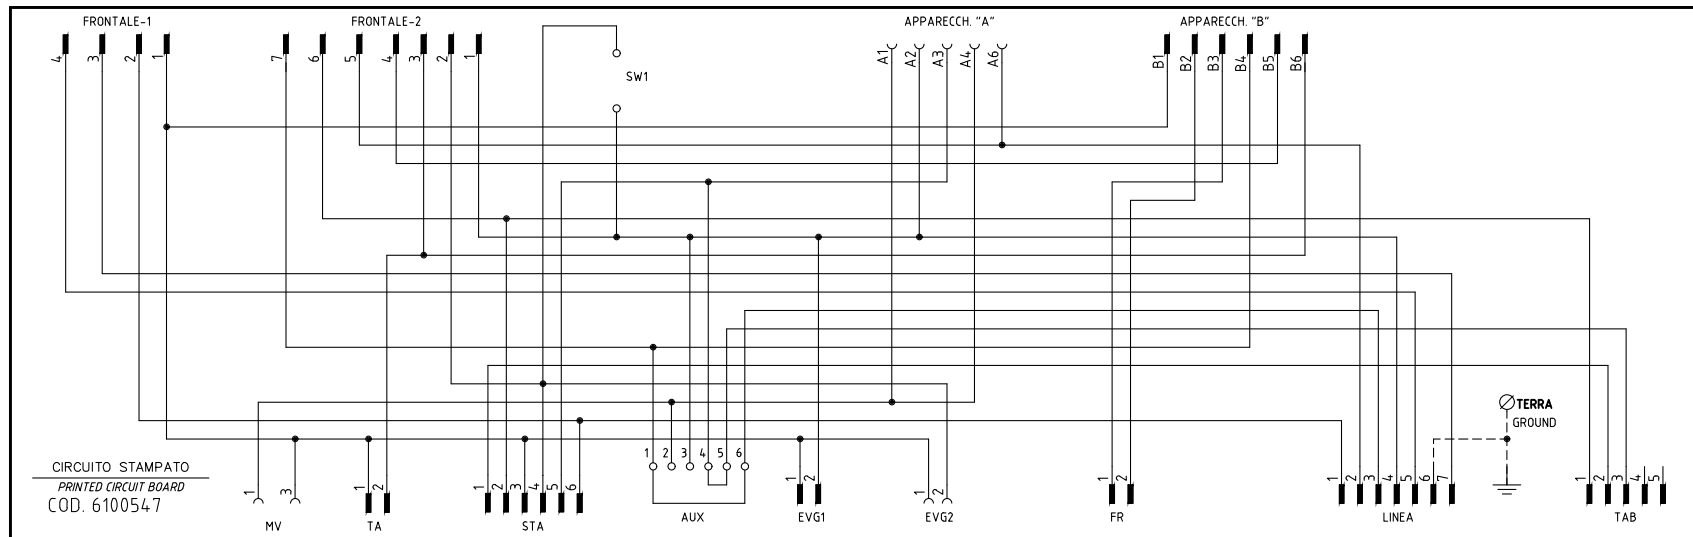 FRONTALE-1
FRONTALE-2
APPARECCH. "A"
APPARECCH. "B"
4 3 2 1
7 6 5 4 3 2 1
SW1
A1 A2 A3 A4 A6
B1 B2 B3 B4 B5 B6
TERRA
GROUND
CIRCUITO STAMPATO
PRINTED CIRCUIT BOARD
COD. 6100547
1 3
1 2
1 2 3 4 5 6
1 2 3 4 5 6
1 2
1 2
1 2
1 2 3 4 5 6 7
1 2 3 4 5
MV
TA
STA
AUX
EVG1
EVG2
FR
LINEA
TAB